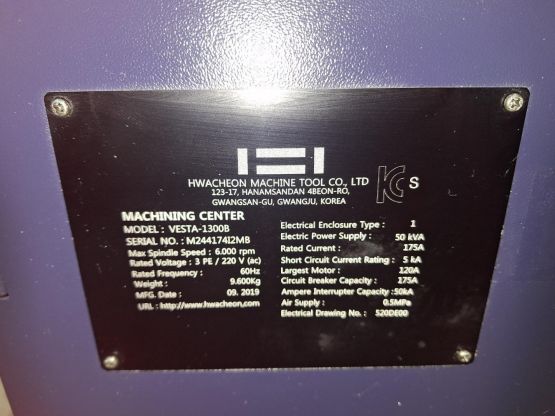 HWACHEON MACHINE TOOL CO., LTD
123-17, HANAMSANDAN 4BEON-RO,
GWANGSAN-GU, GWANGJU, KOREA
KC S
MACHINING CENTER
MODEL : VESTA-1300B
SERIAL NO. : M244174I2MB
Max Spindle Speed : 6.000 rpm
Rated Voltage : 3 PE / 220 V (ac)
Rated Frequency : 60Hz
Weight : 9.600Kg
MFG. Date : 09. 2019
URL : http://www.hwacheon.com
Electrical Enclosure Type : 1
Electric Power Supply : 50 kVA
Rated Current : 175A
Short Circuit Current Rating : 5 kA
Largest Motor : 120A
Circuit Breaker Capacity : 175A
Ampere Interrupter Capacity : 50kA
Air Supply : 0.5MPa
Electrical Drawing No. : 520DE00